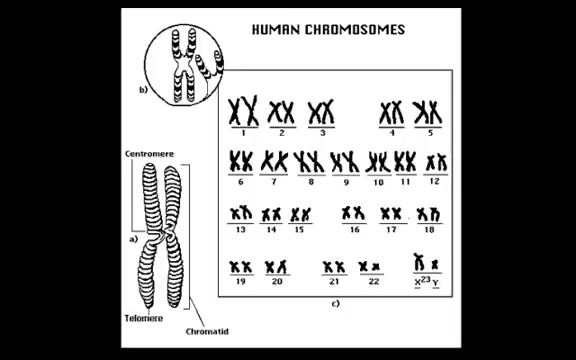 HUMAN CHROMOSOMES
b)
1 2 3 4 5
Centromere
6 7 8 9 10 11 12
a)
13 14 15 16 17 18
19 20 21 22 X 23 Y
c)
Telomere
Chromatid